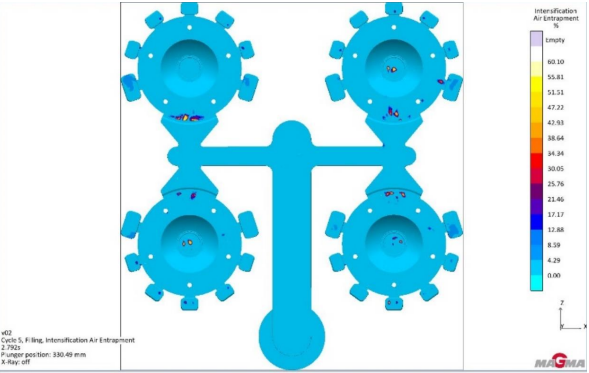 Intensification
Air Entrapment
%
Empty
60.10
55.81
51.51
47.22
42.93
38.64
34.34
30.05
25.76
21.46
17.17
12.88
8.59
4.29
0.00
Z
Y
X
v02
Cycle 5, Filling, Intensification Air Entrapment
2.792s
Plunger position: 330.49 mm
X-Ray: off
MAGMA